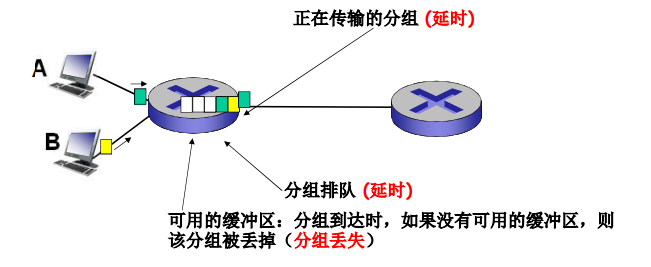 正在传输的分组 (延时)
A
B
分组排队 (延时)
可用的缓冲区：分组到达时，如果没有可用的缓冲区，则
该分组被丢掉（分组丢失）